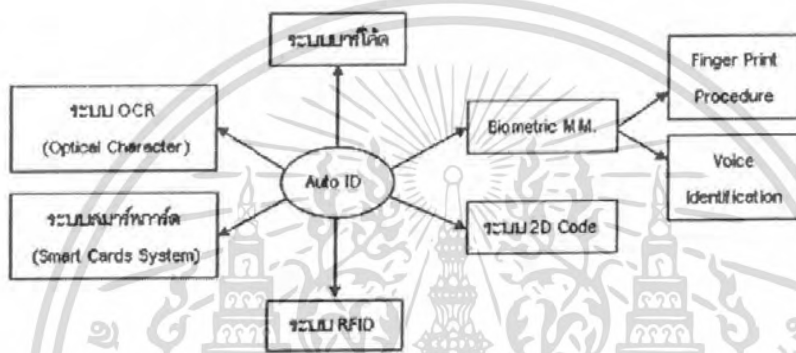 ระบบบาร์โค้ด
ระบบ OCR
(Optical Character)
Auto ID
Biometric M.M.
Finger Print
Procedure
Voice
Identification
ระบบสมาร์ทการ์ด
(Smart Cards System)
ระบบ 2D Code
ระบบ RFID